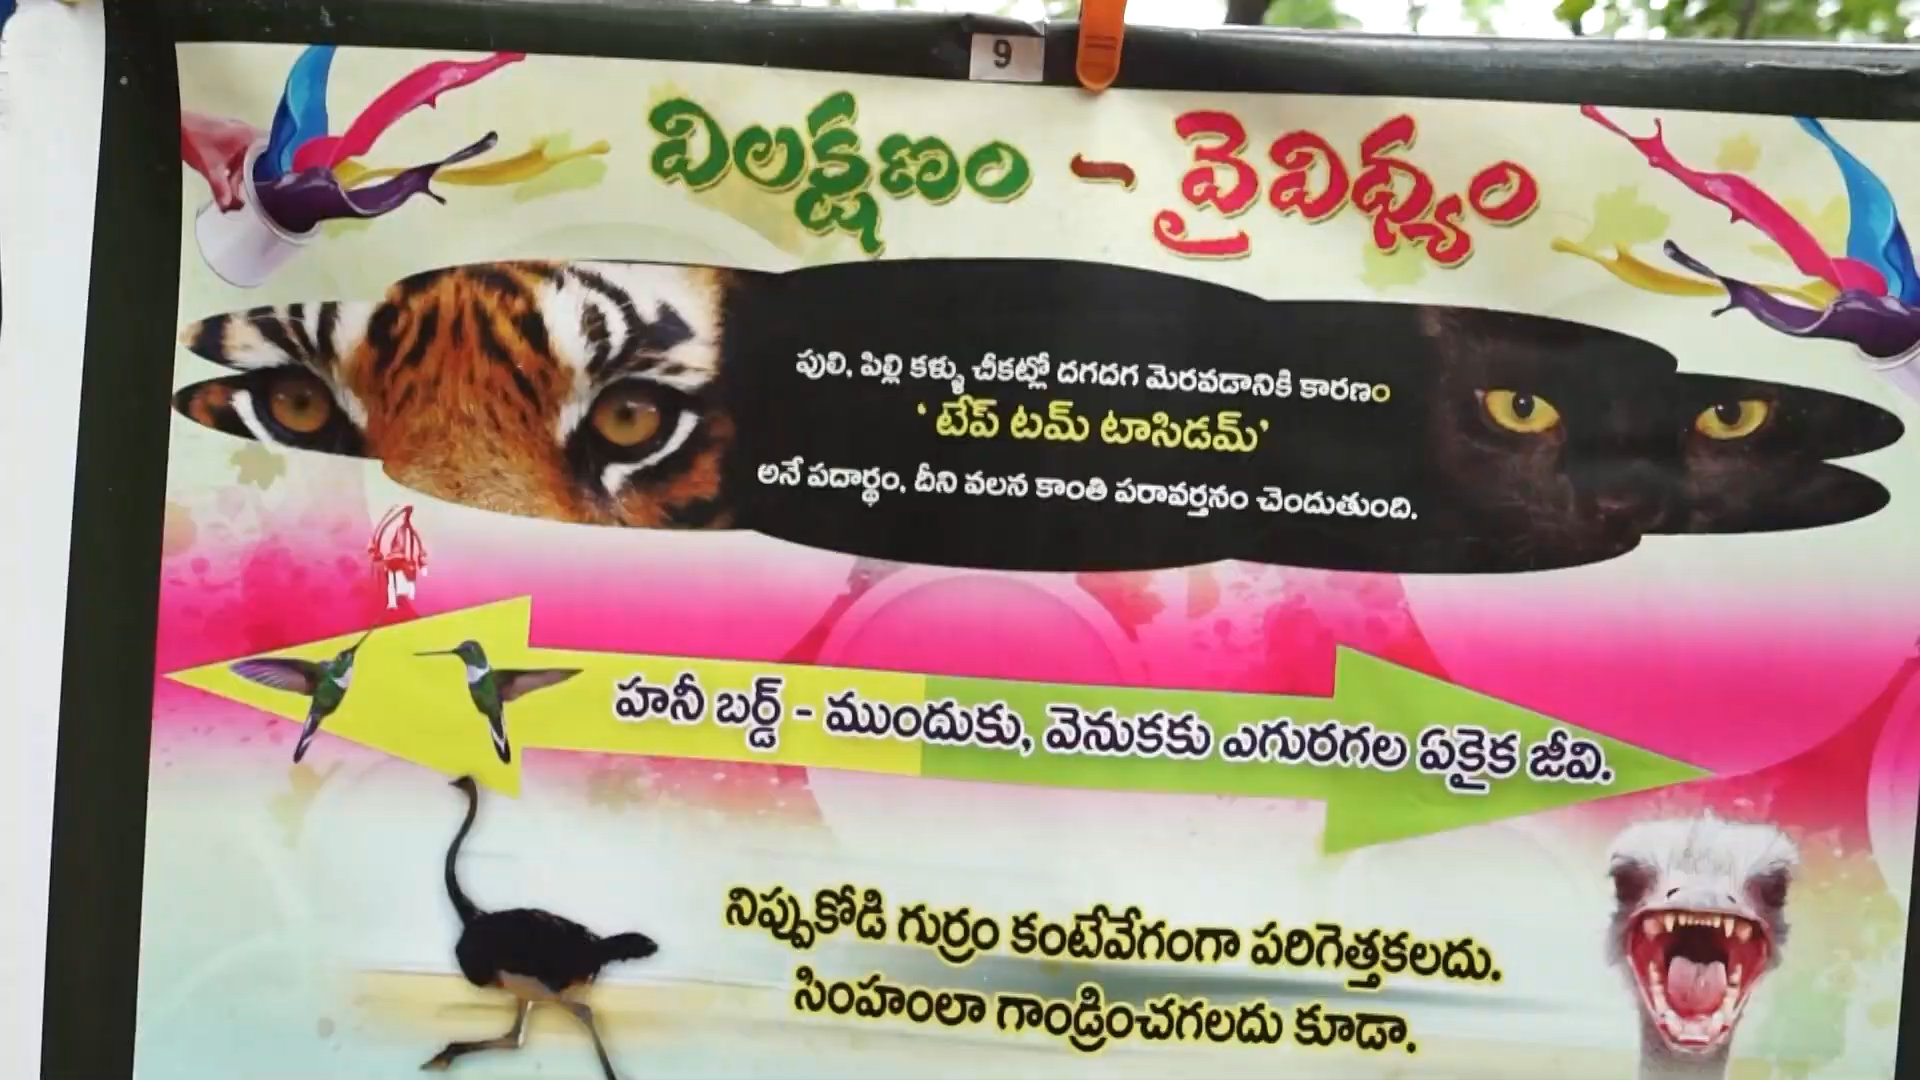 9
విలక్షణం - వైవిధ్యం
పులి, పిల్లి కళ్ళు చీకట్లో దగదగ మెరవడానికి కారణం
‘ టేప్ టమ్ టాసిడమ్’
అనే పదార్థం. దీని వలన కాంతి పరావర్తనం చెందుతుంది.
హనీ బర్డ్ - ముందుకు, వెనుకకు ఎగురగల ఏకైక జీవి.
నిప్పుకోడి గుర్రం కంటేవేగంగా పరిగెత్తకలదు.
సింహంలా గాండ్రించగలదు కూడా.